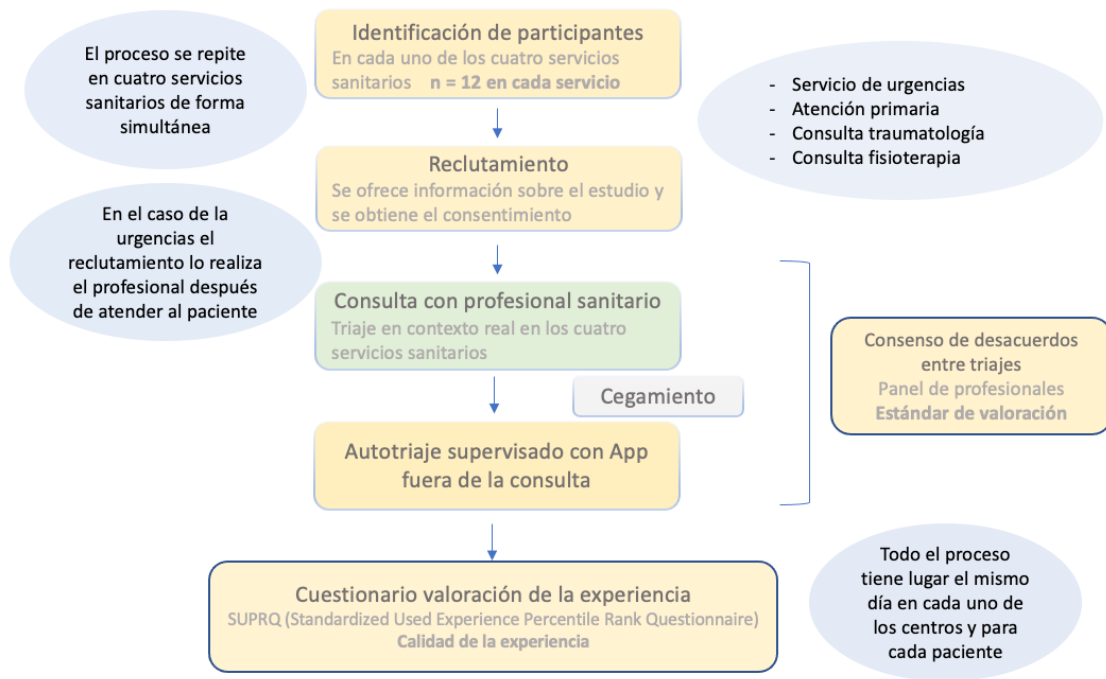 Identificación de participantes
En cada uno de los cuatro servicios
sanitarios n = 12 en cada servicio
El proceso se repite
en cuatro servicios
sanitarios de forma
simultánea
- Servicio de urgencias
- Atención primaria
- Consulta traumatología
- Consulta fisioterapia
Reclutamiento
Se ofrece información sobre el estudio y
se obtiene el consentimiento
En el caso de la
urgencias el
reclutamiento lo realiza
el profesional después
de atender al paciente
Consulta con profesional sanitario
Triaje en contexto real en los cuatro
servicios sanitarios
Cegamiento
Consenso de desacuerdos
entre triajes
Panel de profesionales
Estándar de valoración
Autotriaje supervisado con App
fuera de la consulta
Cuestionario valoración de la experiencia
SUPRQ (Standardized Used Experience Percentile Rank Questionnaire)
Calidad de la experiencia
Todo el proceso
tiene lugar el mismo
día en cada uno de
los centros y para
cada paciente